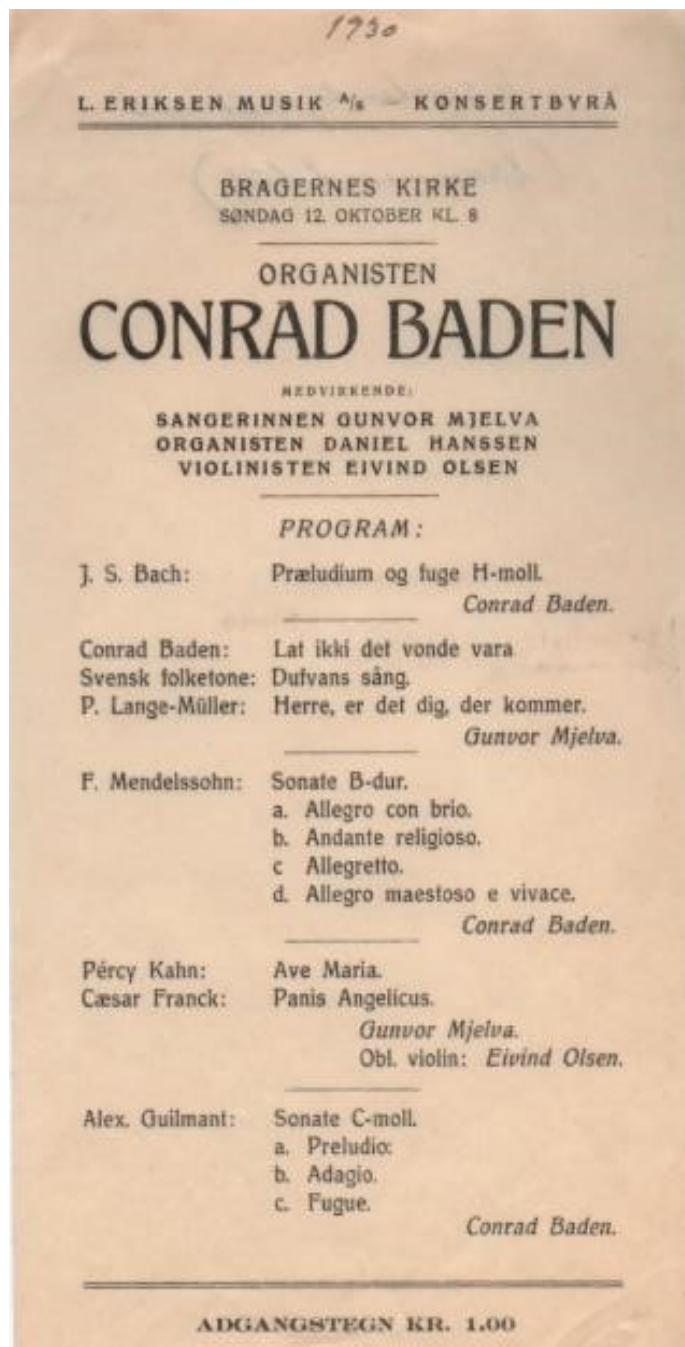 1930
L. ERIKSEN MUSIK A/S — KONSERTBYRÅ
BRAGERNES KIRKE
SØNDAG 12. OKTOBER KL. 8
ORGANISTEN
CONRAD BADEN
MEDVIRKENDE:
SANGERINNEN GUNVOR MJELVA
ORGANISTEN DANIEL HANSSEN
VIOLINISTEN EIVIND OLSEN
PROGRAM:
J. S. Bach: Præludium og fuge H-moll.
Conrad Baden.
Conrad Baden: Lat ikki det vonde vara
Svensk folketone: Dufvans sång.
P. Lange-Müller: Herre, er det dig, der kommer.
Gunvor Mjelva.
F. Mendelssohn: Sonate B-dur.
a. Allegro con brio.
b. Andante religioso.
c Allegretto.
d. Allegro maestoso e vivace.
Conrad Baden.
Pércy Kahn: Ave Maria.
Cæsar Franck: Panis Angelicus.
Gunvor Mjelva.
Obl. violin: Eivind Olsen.
Alex. Guilmant: Sonate C-moll.
a. Preludio:
b. Adagio.
c. Fugue.
Conrad Baden.
ADGANGSTEGN KR. 1.00